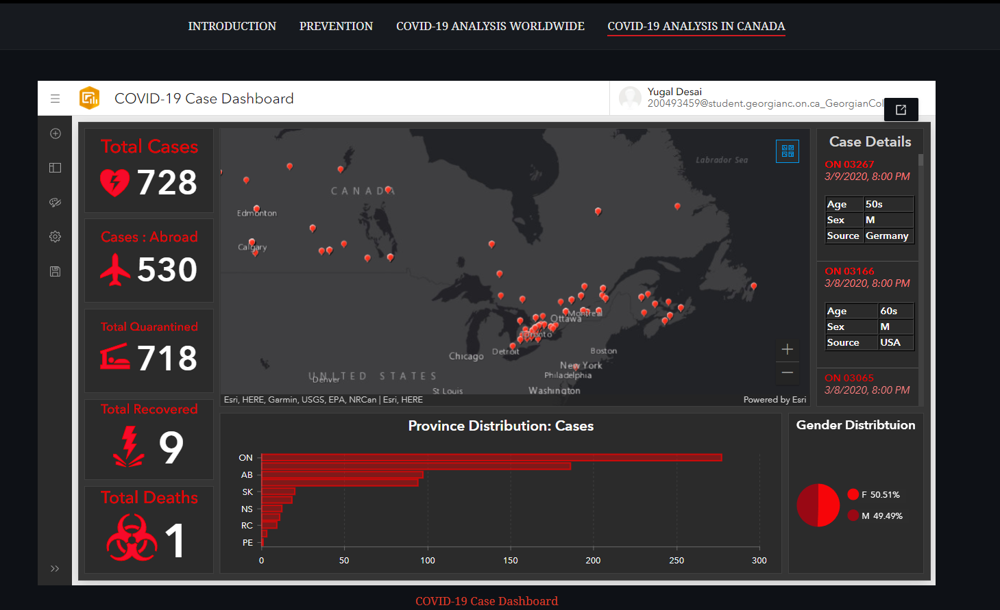 INTRODUCTION PREVENTION COVID-19 ANALYSIS WORLDWIDE COVID-19 ANALYSIS IN CANADA
COVID-19 Case Dashboard
Yugal Desai
200493459@student.georgianc.on.ca_GeorgianCol
Total Cases
728
Cases : Abroad
530
Total Quarantined
718
Total Recovered
9
Total Deaths
1
Labrador Sea
CANADA
Edmonton
Calgary
Montreal
Ottawa
Toronto
Detroit
Chicago
Boston
New York
UNITED STATES
Denver
Philadelphia
St Louis
Washington
Esri, HERE, Garmin, USGS, EPA, NRCan | Esri, HERE
Powered by Esri
Case Details
ON 03267
3/9/2020, 8:00 PM
Age 50s
Sex M
Source Germany
ON 03166
3/8/2020, 8:00 PM
Age 60s
Sex M
Source USA
ON 03065
3/8/2020, 8:00 PM
Province Distribution: Cases
ON
AB
SK
NS
RC
PE
0 50 100 150 200 250 300
Gender Distribtuion
F 50.51%
M 49.49%
COVID-19 Case Dashboard